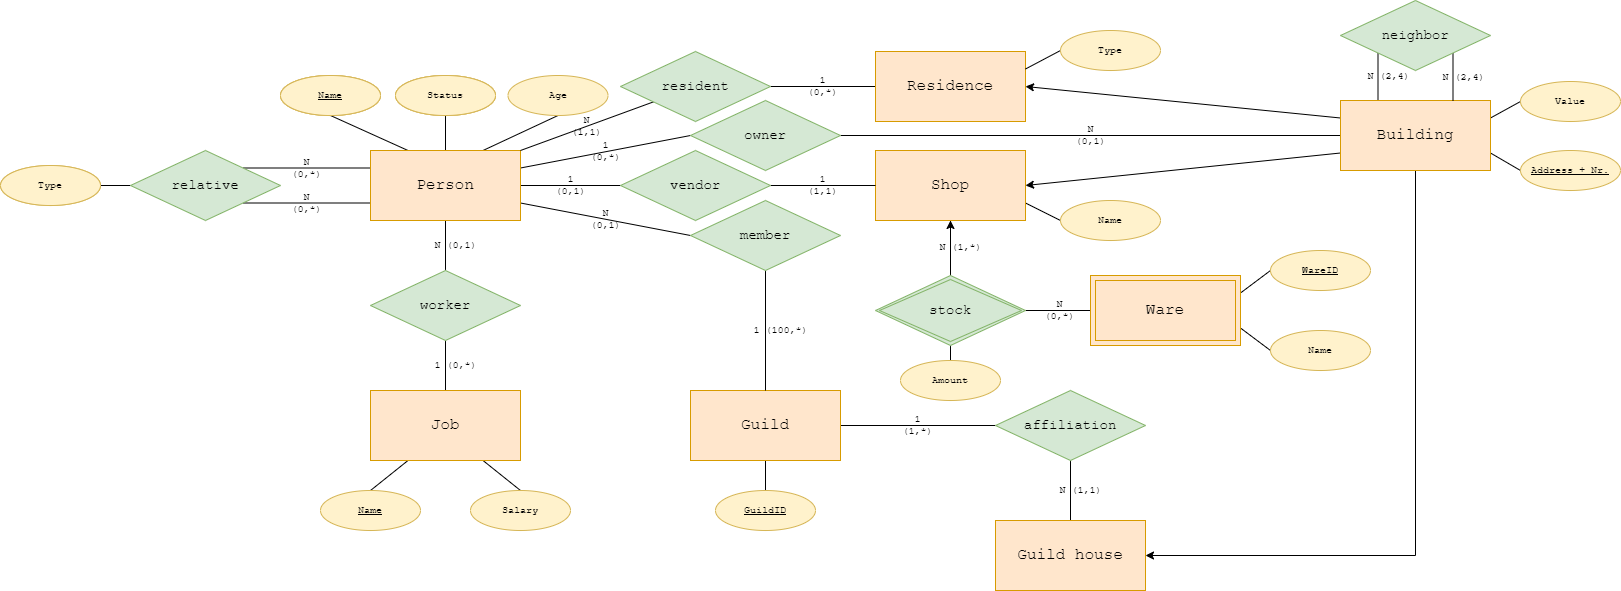 neighbor
N (2,4)
N (2,4)
Type
Residence
resident
1
(0,*)
Name
Status
Age
N
(1,1)
Value
Building
owner
1
(0,*)
N
(0,1)
Address + Nr.
Type
relative
N
(0,*)
N
(0,*)
Person
1
(0,1)
vendor
1
(1,1)
Shop
Name
N
(0,1)
member
N (0,1)
N (1,*)
WareID
worker
stock
N
(0,*)
Ware
Name
1 (100,*)
1 (0,*)
Amount
Job
Guild
1
(1,*)
affiliation
Name
Salary
GuildID
N (1,1)
Guild house